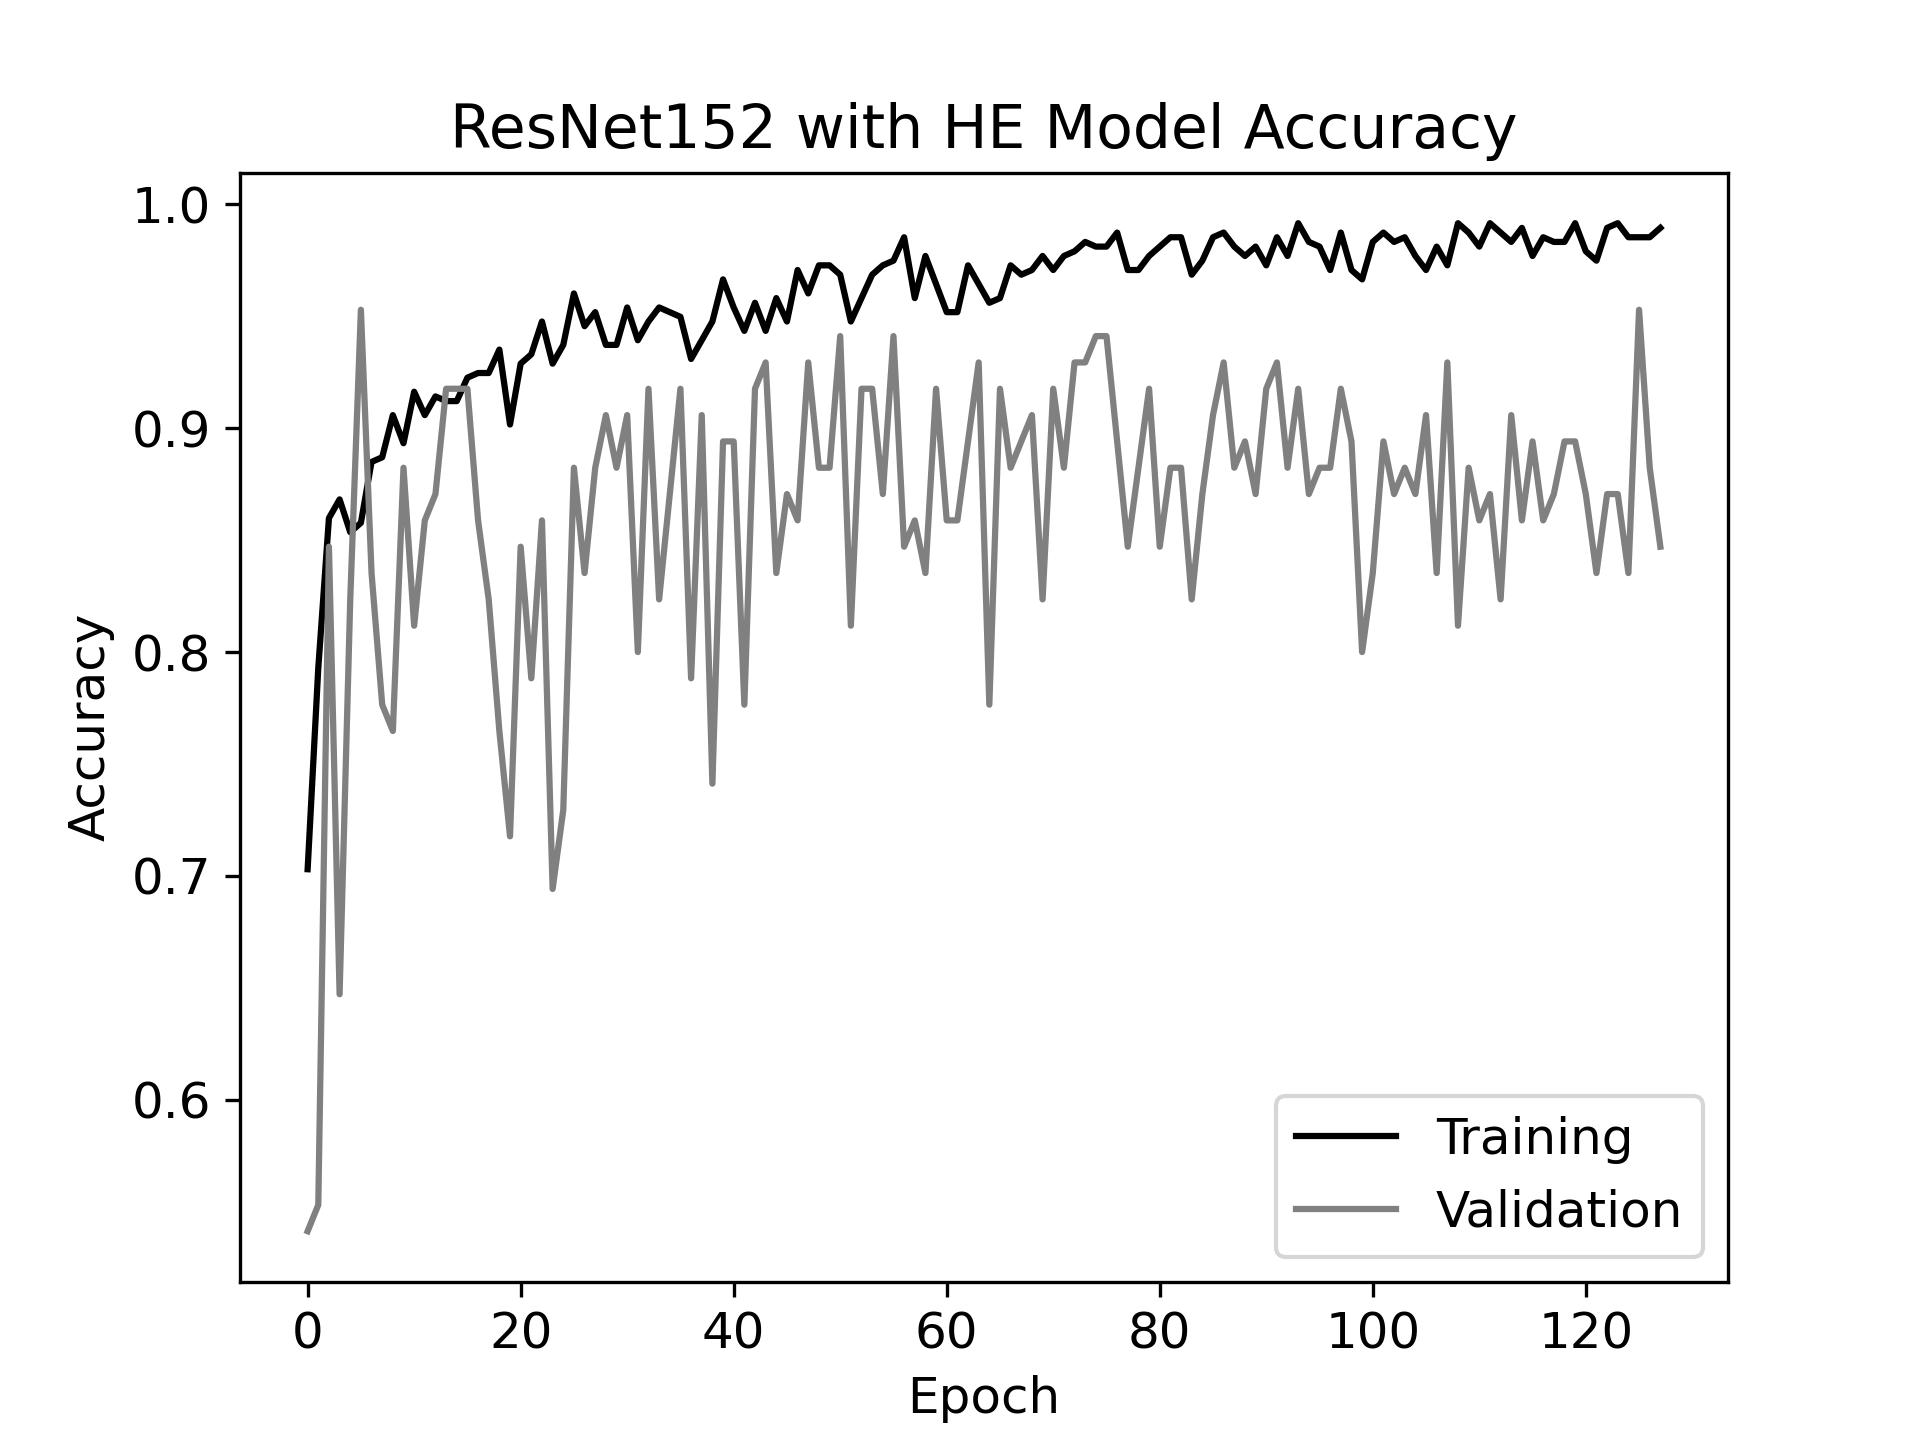 ResNet152 with HE Model Accuracy
1.0
0.9
0.8
0.7
0.6
Accuracy
0 20 40 60 80 100 120
Epoch
Training
Validation